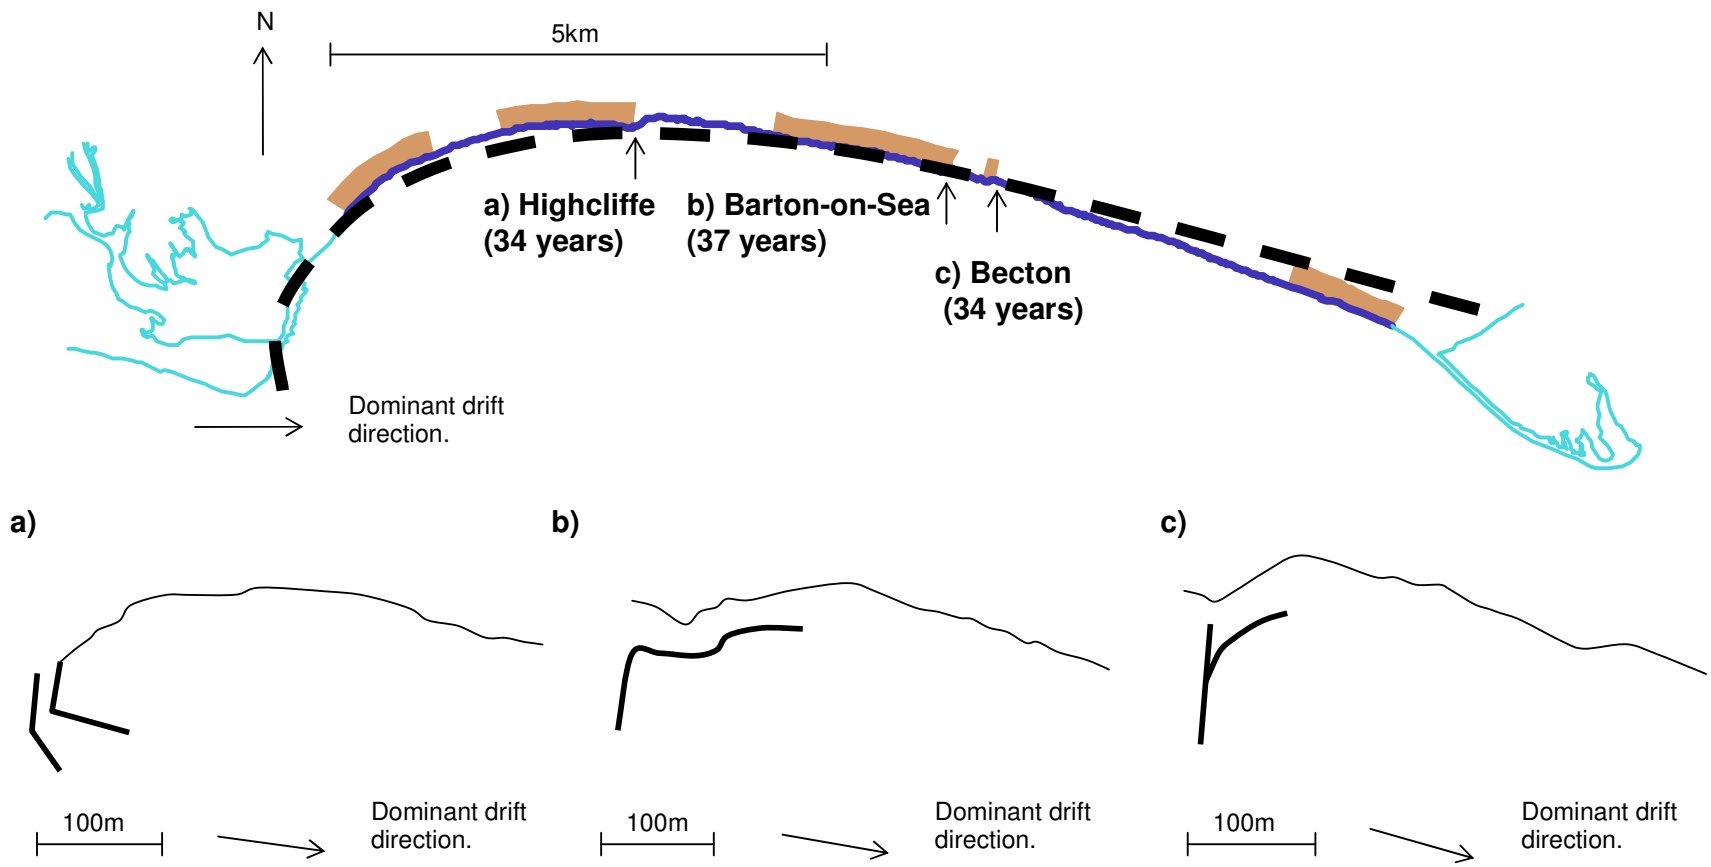 N
5km
a) Highcliffe
(34 years)
b) Barton-on-Sea
(37 years)
c) Becton
(34 years)
Dominant drift
direction.
a)
b)
c)
100m
Dominant drift
direction.
100m
Dominant drift
direction.
100m
Dominant drift
direction.